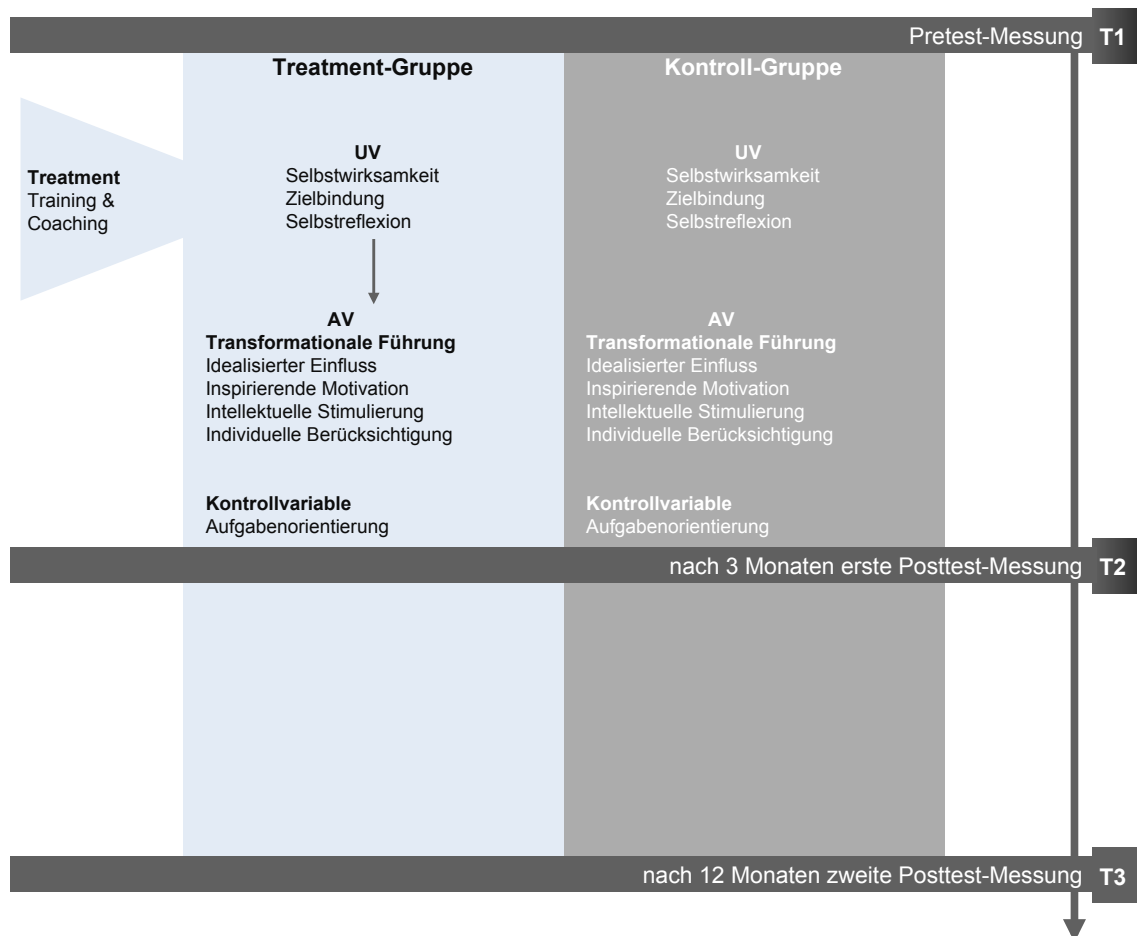 Pretest-Messung T1
Treatment-Gruppe
Kontroll-Gruppe
Treatment
Training &
Coaching
UV
Selbstwirksamkeit
Zielbindung
Selbstreflexion
AV
Transformationale Führung
Idealisierter Einfluss
Inspirierende Motivation
Intellektuelle Stimulierung
Individuelle Berücksichtigung
Kontrollvariable
Aufgabenorientierung
UV
Selbstwirksamkeit
Zielbindung
Selbstreflexion
AV
Transformationale Führung
Idealisierter Einfluss
Inspirierende Motivation
Intellektuelle Stimulierung
Individuelle Berücksichtigung
Kontrollvariable
Aufgabenorientierung
nach 3 Monaten erste Posttest-Messung T2
nach 12 Monaten zweite Posttest-Messung T3